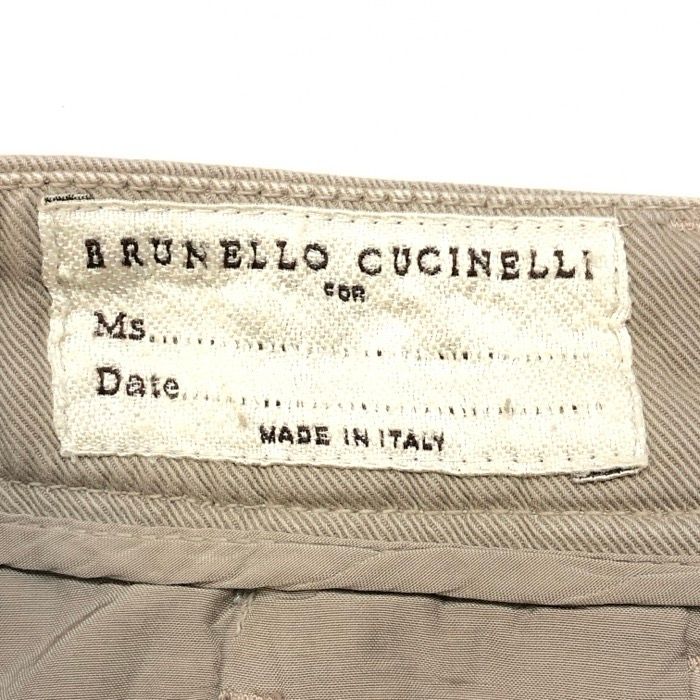 BRUNELLO CUCINELLI
FOR
Ms....................................
Date..................................
MADE IN ITALY